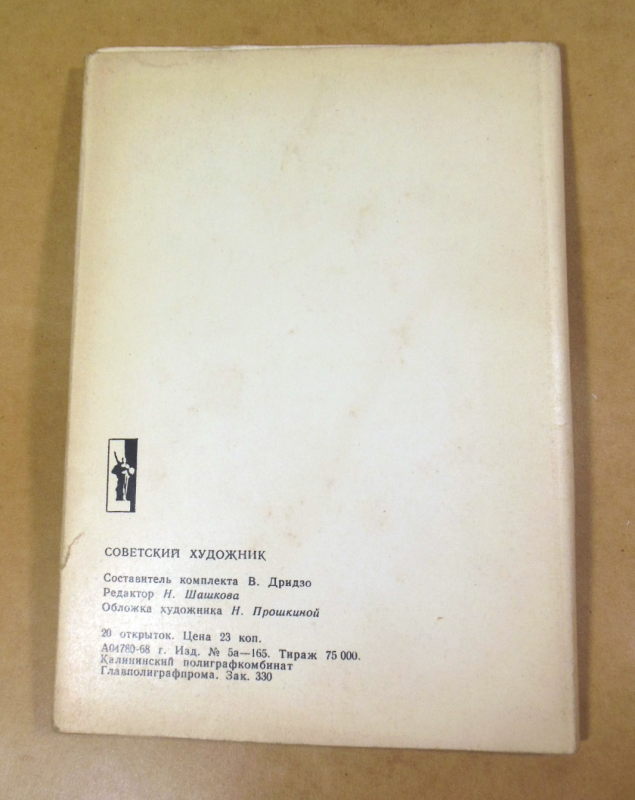 СОВЕТСКИЙ ХУДОЖНИК
Составитель комплекта В. Дридзо
Редактор Н. Шашкова
Обложка художника Н. Прошкиной
20 открыток. Цена 23 коп.
А04780-68 г. Изд. № 5а—165. Тираж 75 000.
Калининский полиграфкомбинат
Главполиграфпрома. Зак. 330